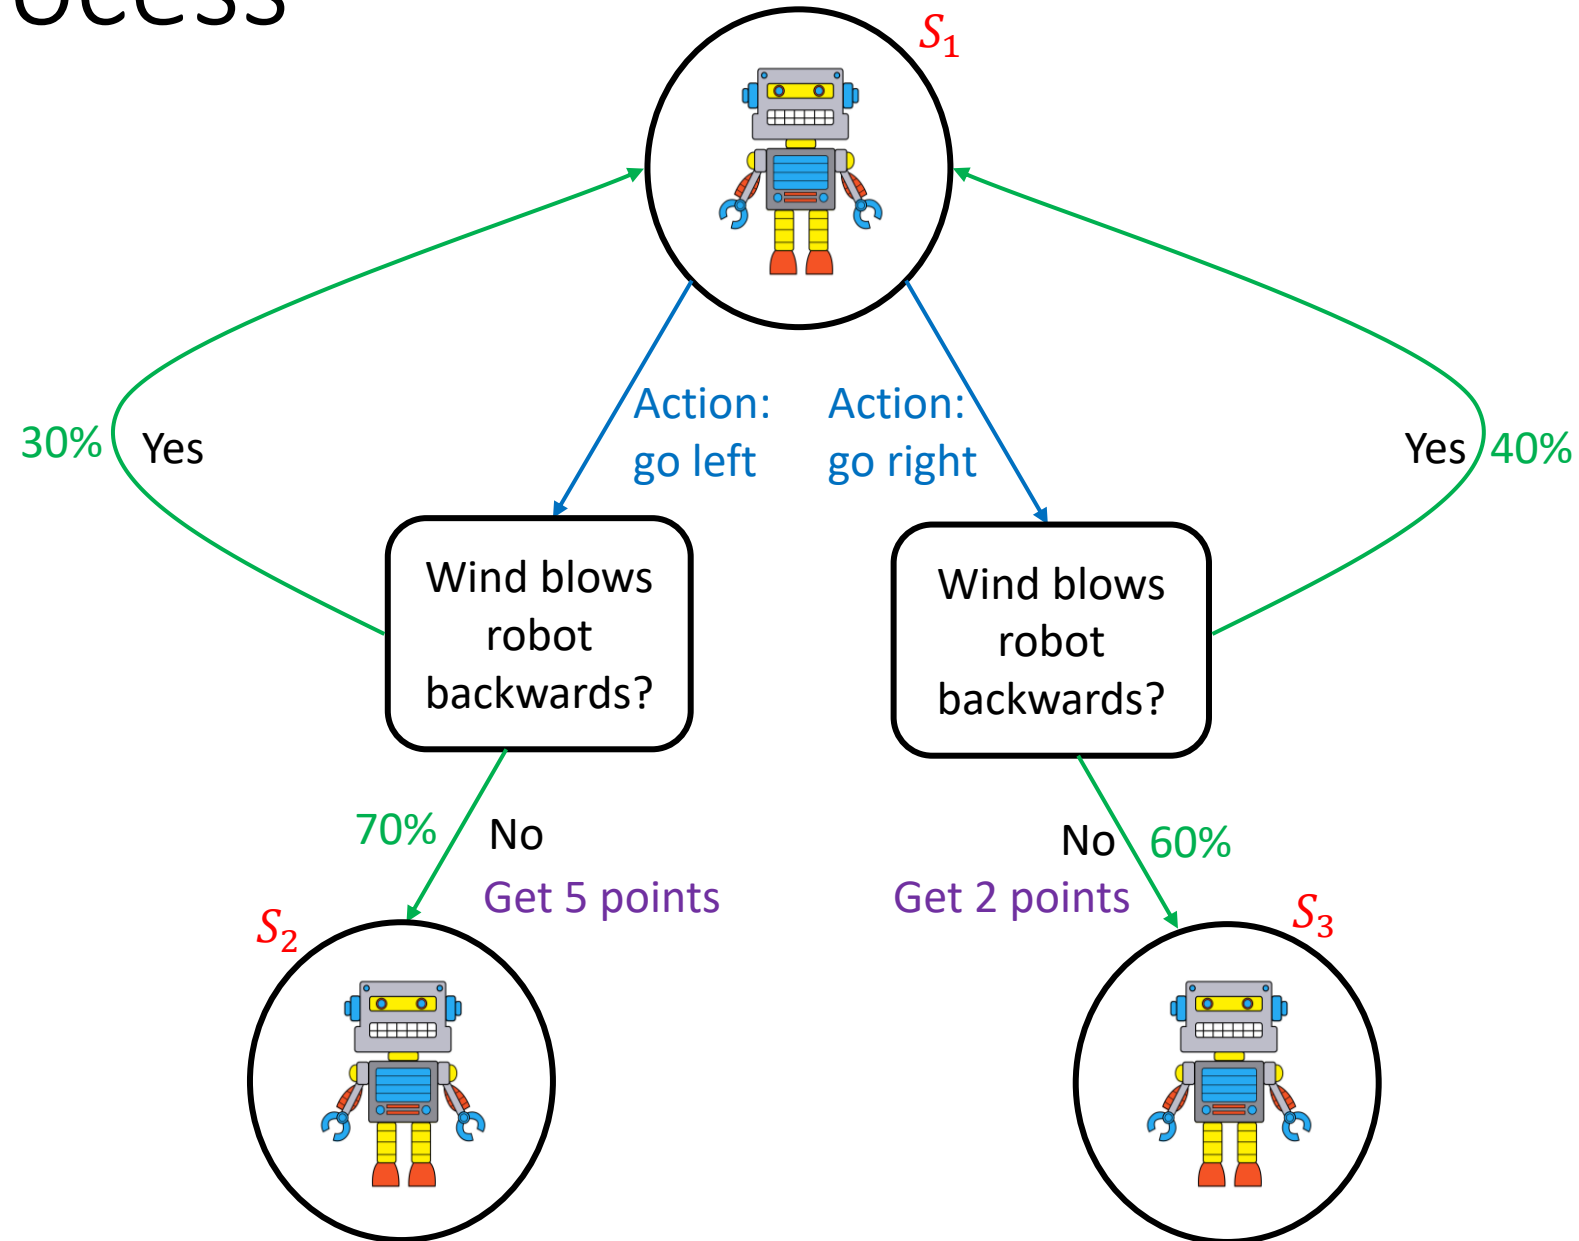 ocess
S₁
Action:
go left
Action:
go right
30%
Yes
Yes
40%
Wind blows
robot
backwards?
Wind blows
robot
backwards?
70%
No
Get 5 points
No
60%
Get 2 points
S₂
S₃